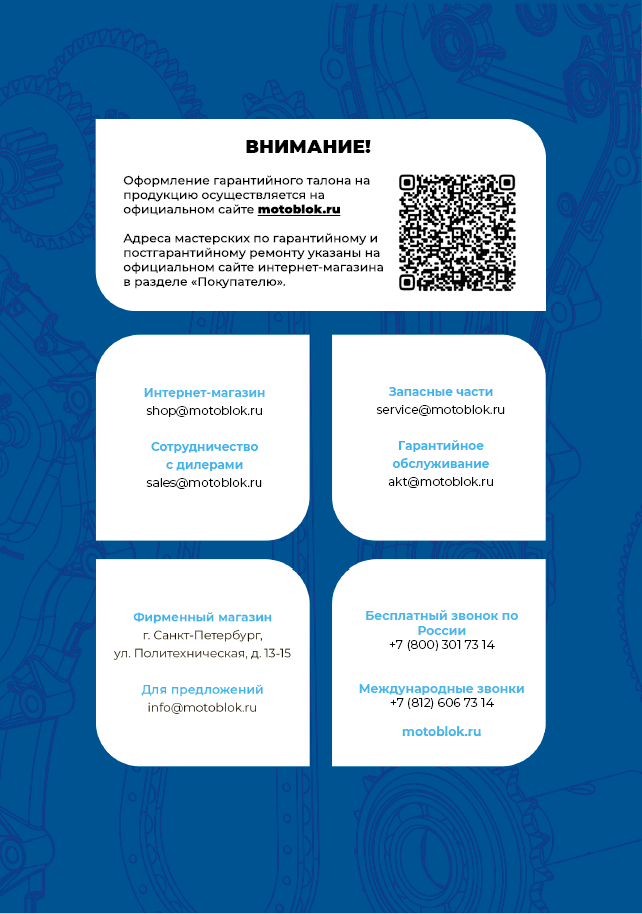 ВНИМАНИЕ!
Оформление гарантийного талона на
продукцию осуществляется на
официальном сайте motoblok.ru
Адреса мастерских по гарантийному и
постгарантийному ремонту указаны на
официальном сайте интернет-магазина
в разделе «Покупателю».
Интернет-магазин
shop@motoblok.ru
Сотрудничество
с дилерами
sales@motoblok.ru
Запасные части
service@motoblok.ru
Гарантийное
обслуживание
akt@motoblok.ru
Фирменный магазин
г. Санкт-Петербург,
ул. Политехническая, д. 13-15
Для предложений
info@motoblok.ru
Бесплатный звонок по
России
+7 (800) 301 73 14
Международные звонки
+7 (812) 606 73 14
motoblok.ru